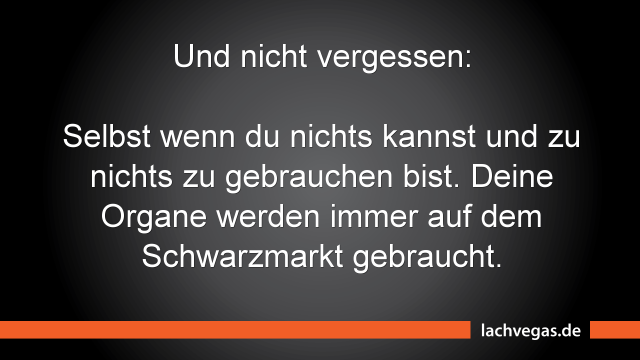 Und nicht vergessen:
Selbst wenn du nichts kannst und zu
nichts zu gebrauchen bist. Deine
Organe werden immer auf dem
Schwarzmarkt gebraucht.
lachvegas.de